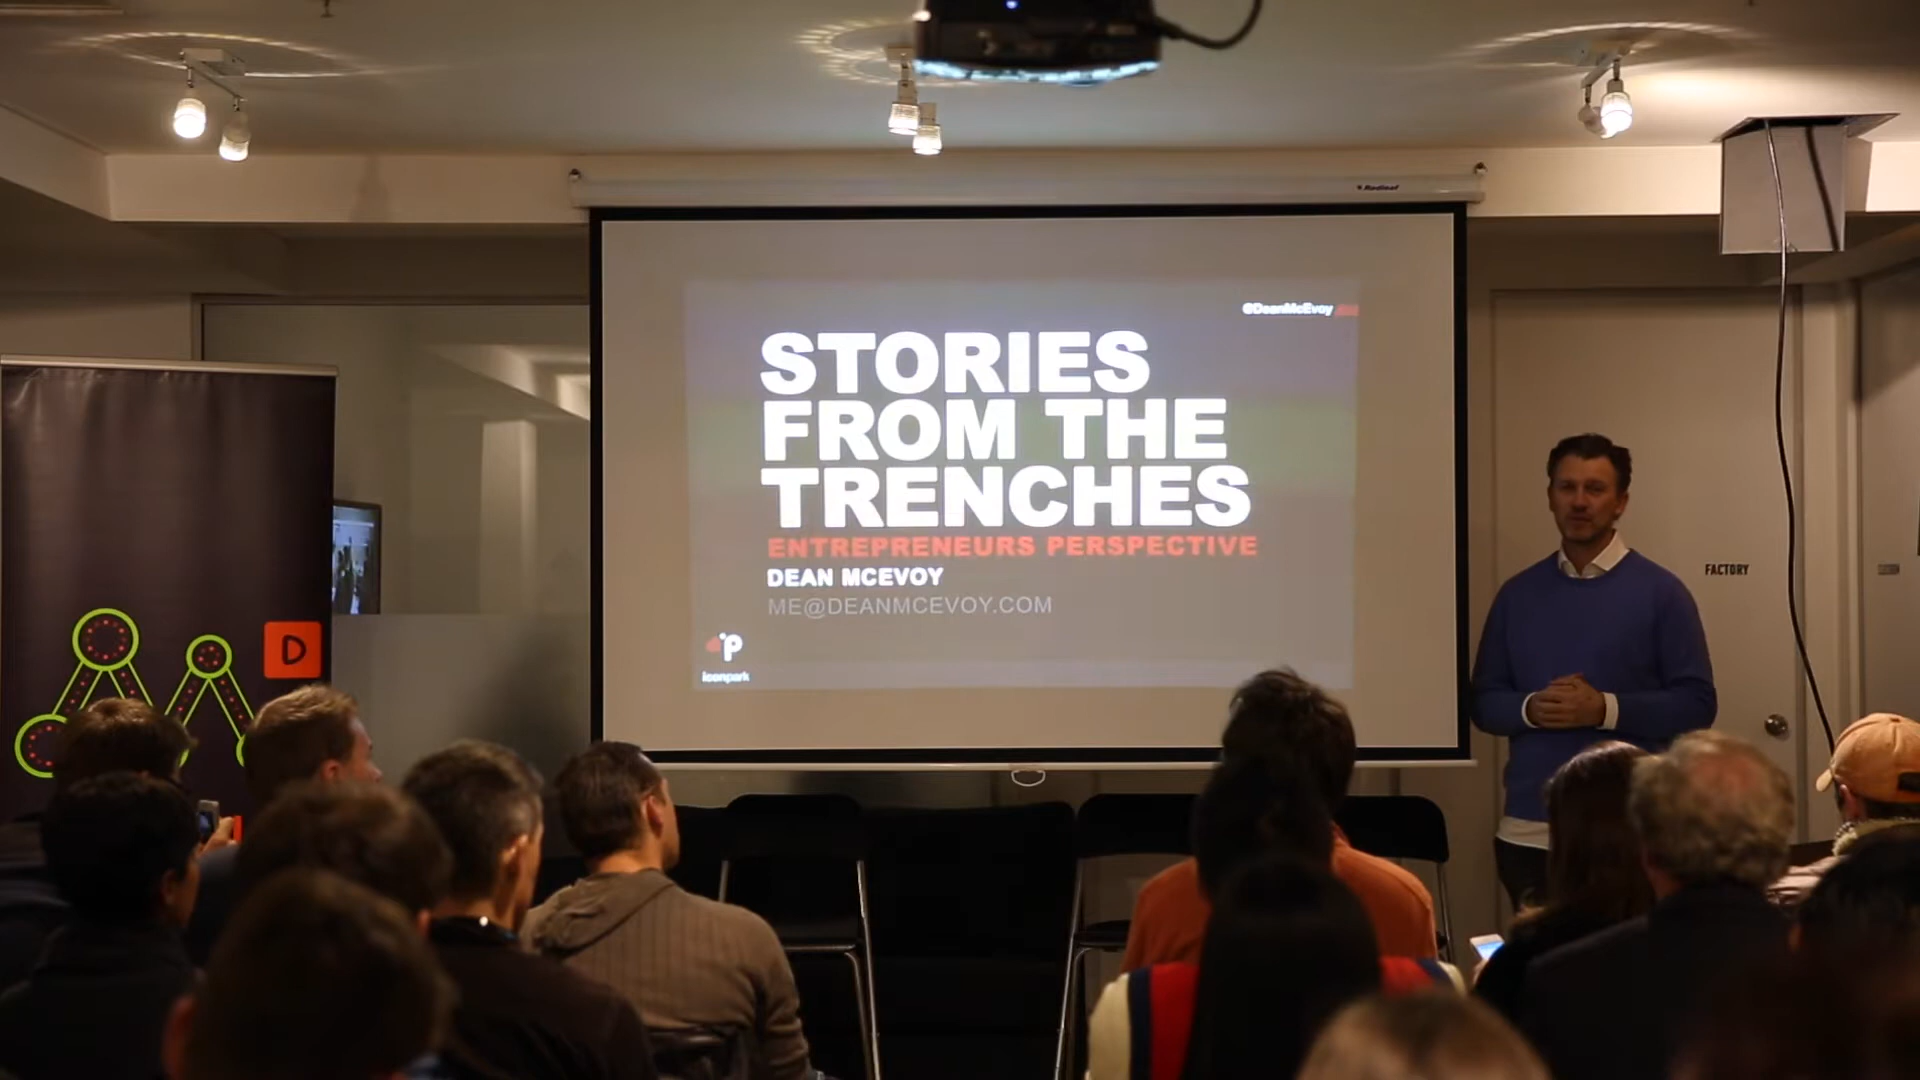 @DeanMcEvoy
STORIES
FROM THE
TRENCHES
ENTREPRENEURS PERSPECTIVE
DEAN MCEVOY
ME@DEANMCEVOY.COM
iconpark
FACTORY
D